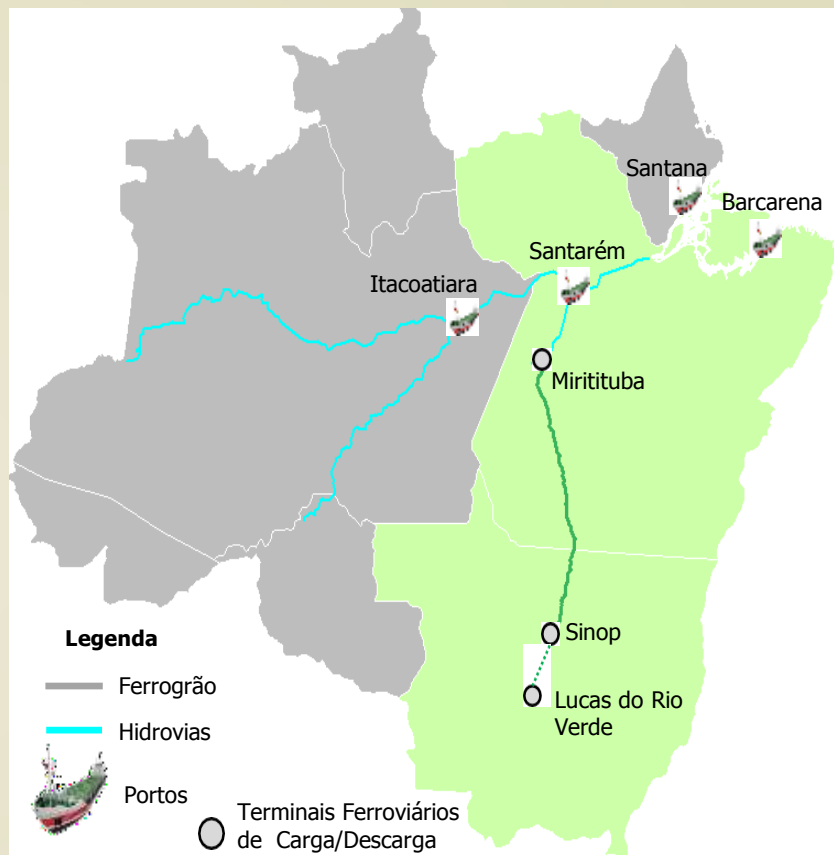 Santana
Barcarena
Santarém
Itacoatiara
Miritituba
Sinop
Lucas do Rio
Verde
Legenda
Ferrogrão
Hidrovias
Portos
Terminais Ferroviários
de Carga/Descarga